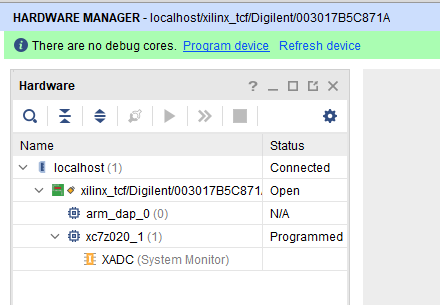 HARDWARE MANAGER - localhost/xilinx_tcf/Digilent/003017B5C871A
There are no debug cores. Program device Refresh device
Hardware
Name Status
localhost (1) Connected
xilinx_tcf/Digilent/003017B5C871A Open
arm_dap_0 (0) N/A
xc7z020_1 (1) Programmed
XADC (System Monitor)